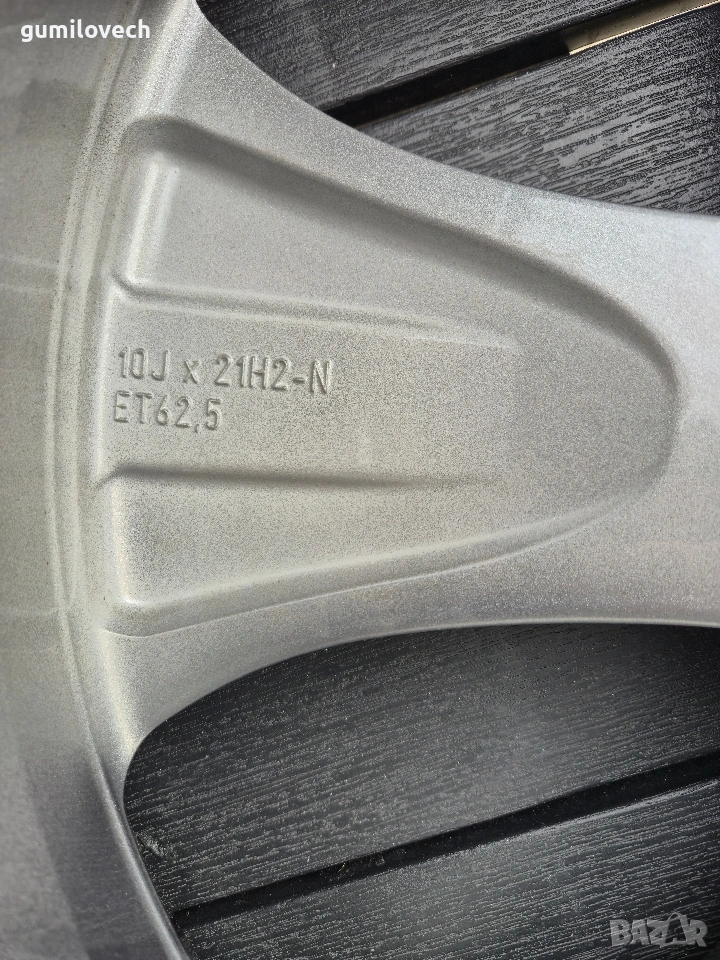 gumilovech
10J x 21H2-N
ET62,5
BAZAR